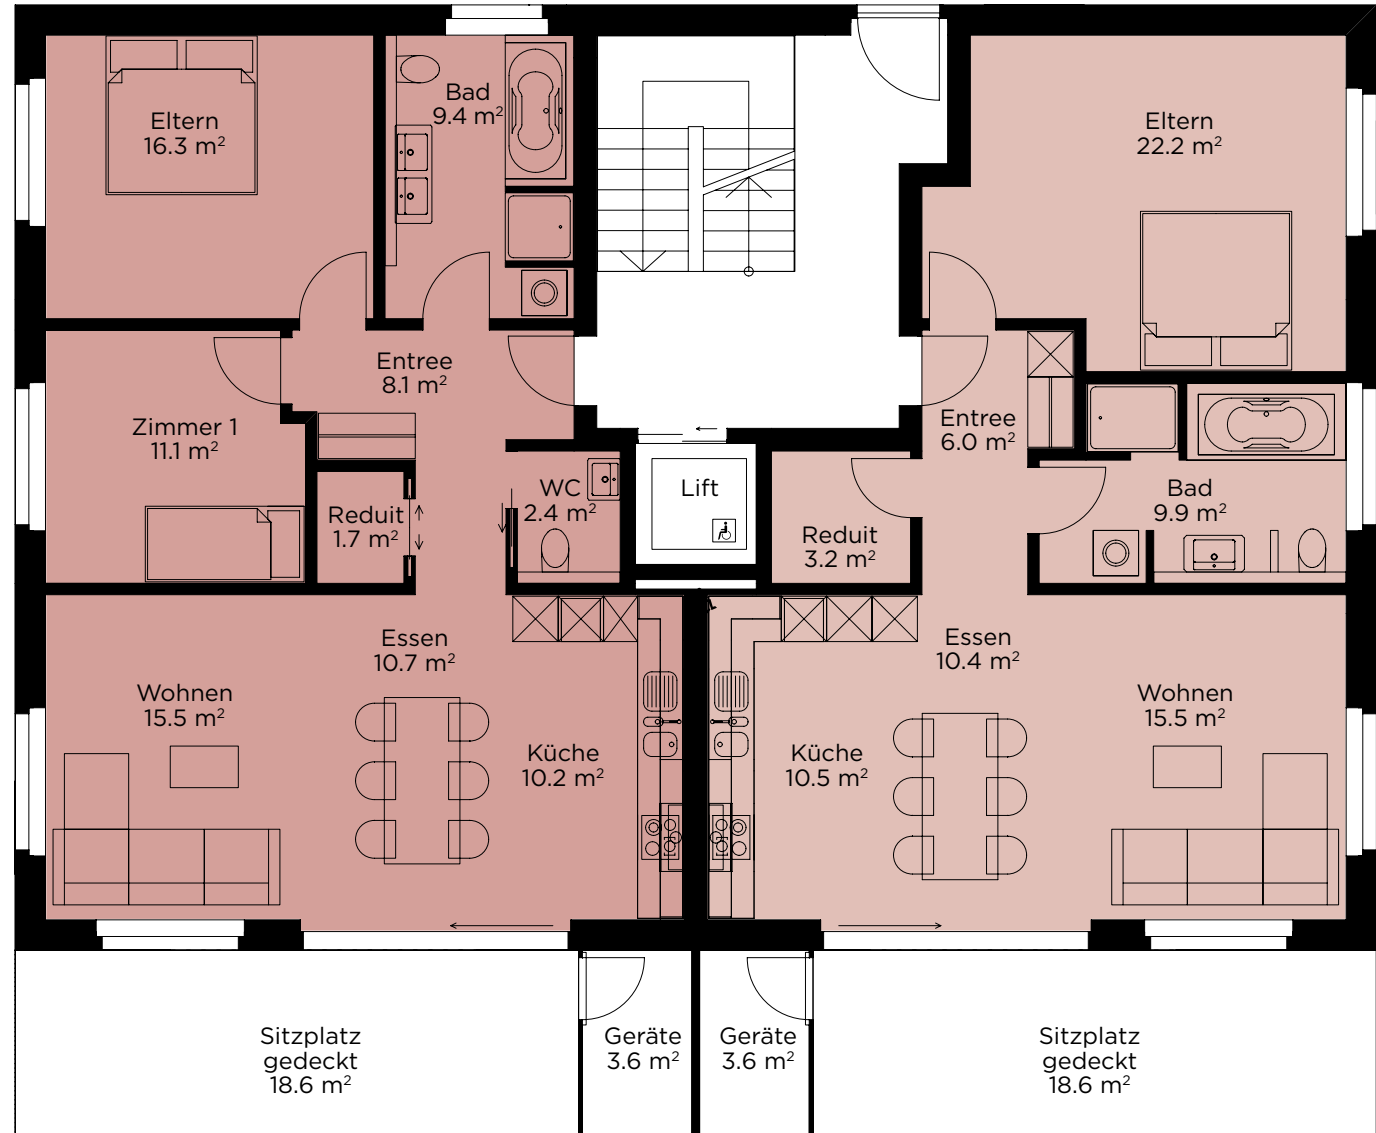 Eltern
16.3 m²
Bad
9.4 m²
Eltern
22.2 m²
Entree
8.1 m²
Zimmer 1
11.1 m²
Entree
6.0 m²
Reduit
1.7 m²
WC
2.4 m²
Lift
Reduit
3.2 m²
Bad
9.9 m²
Essen
10.7 m²
Wohnen
15.5 m²
Küche
10.2 m²
Essen
10.4 m²
Küche
10.5 m²
Wohnen
15.5 m²
Sitzplatz
gedeckt
18.6 m²
Geräte
3.6 m²
Geräte
3.6 m²
Sitzplatz
gedeckt
18.6 m²